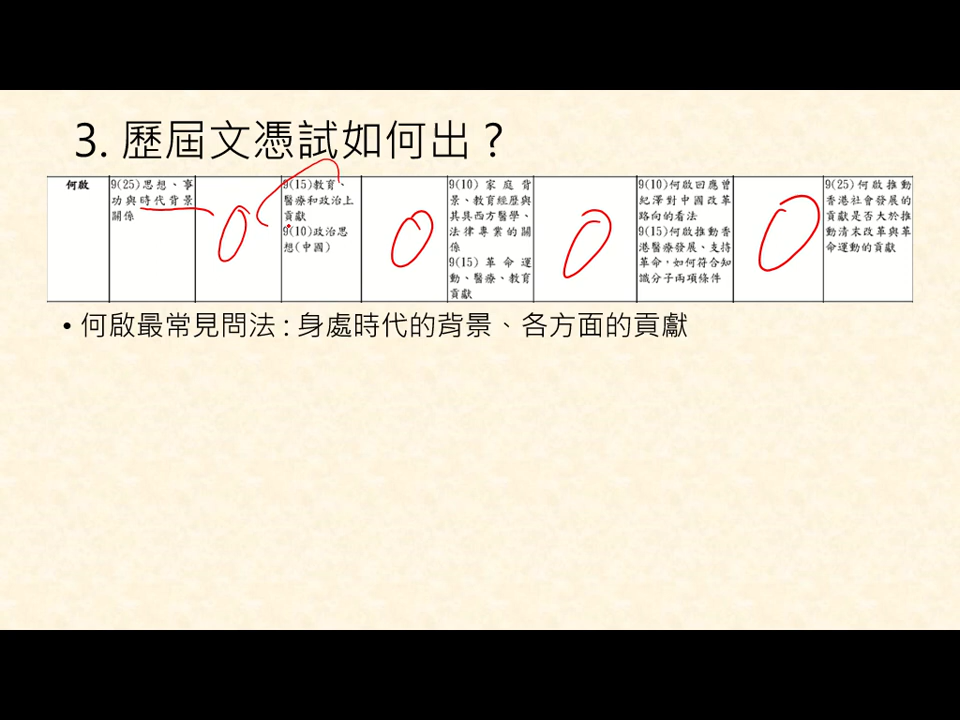 3. 歷屆文憑試如何出？
何啟
9(25)思想、事
功與時代背景
關係
9(15)教育、
醫療和政治上
貢獻
9(10)政治思
想(中國)
9(10)家庭背
景、教育經歷與
其具西方醫學、
法律專業的關
係
9(15)革命運
動、醫療、教育
貢獻
9(10)何啟回應曾
紀澤對中國改革
路向的看法
9(15)何啟推動香
港醫療發展、支持
革命，如何符合知
識分子兩項條件
9(25)何啟推動
香港社會發展的
貢獻是否大於推
動清末改革與革
命運動的貢獻
• 何啟最常見問法 : 身處時代的背景、各方面的貢獻